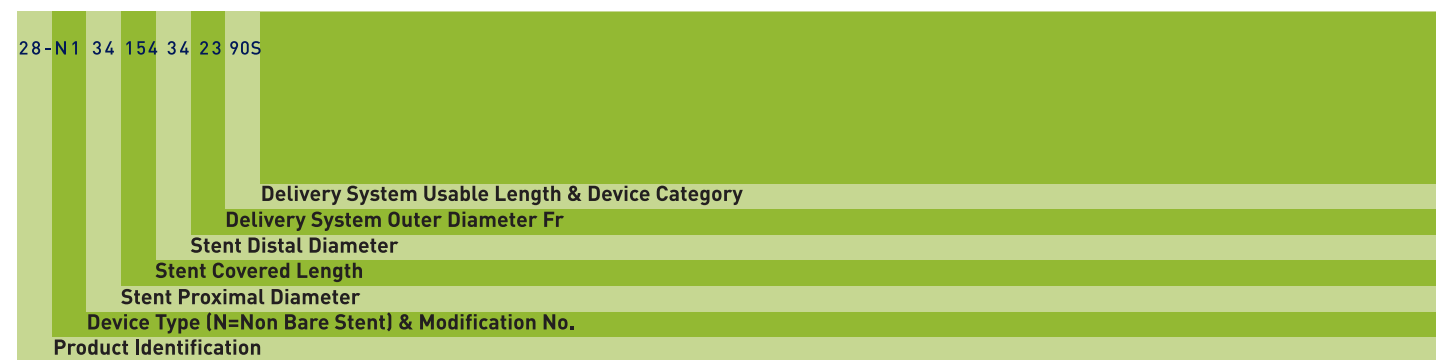 28-N1 34 154 34 23 90S
Delivery System Usable Length & Device Category
Delivery System Outer Diameter Fr
Stent Distal Diameter
Stent Covered Length
Stent Proximal Diameter
Device Type (N=Non Bare Stent) & Modification No.
Product Identification